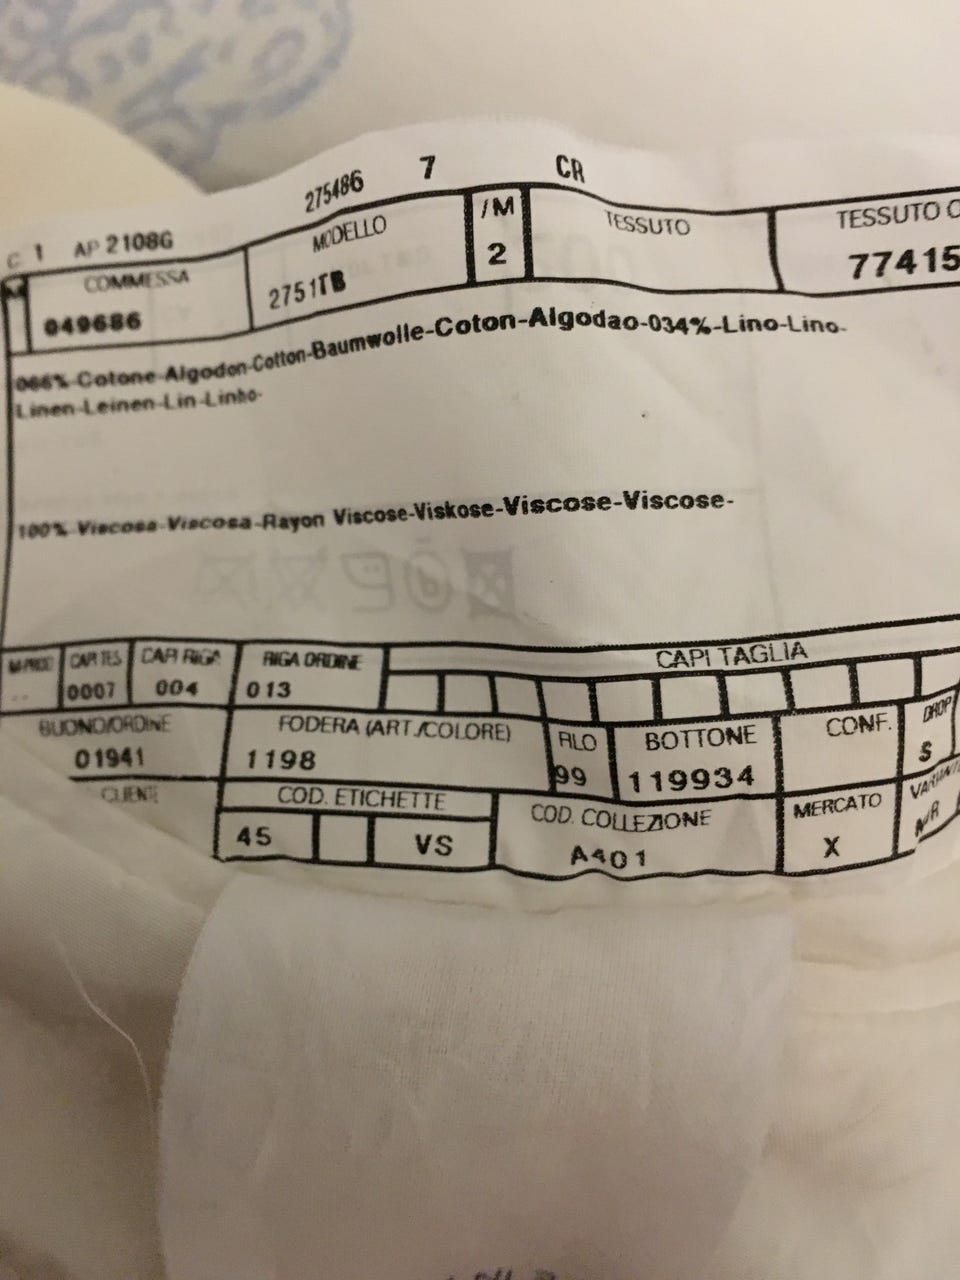 275486 7 CR
C 1 AP 2108G
COMMESSA MODELLO /M TESSUTO TESSUTO C
049686 2751TB 2 77415
066%-Cotone-Algodon-Cotton-Baumwolle-Coton-Algodao-034%-Lino-Lino-
Linen-Leinen-Lin-Linho-
100%-Viscosa-Viscosa-Rayon Viscose-Viskose-Viscose-Viscose-
CAPI TES CAPI RIGA RIGA ORDINE CAPI TAGLIA
0007 004 013
BUONO/ORDINE FODERA (ART./COLORE) FILO BOTTONE CONF. DROP
01941 1198 99 119934 S
CLIENTE COD. ETICHETTE COD. COLLEZIONE MERCATO
45 VS A401 X